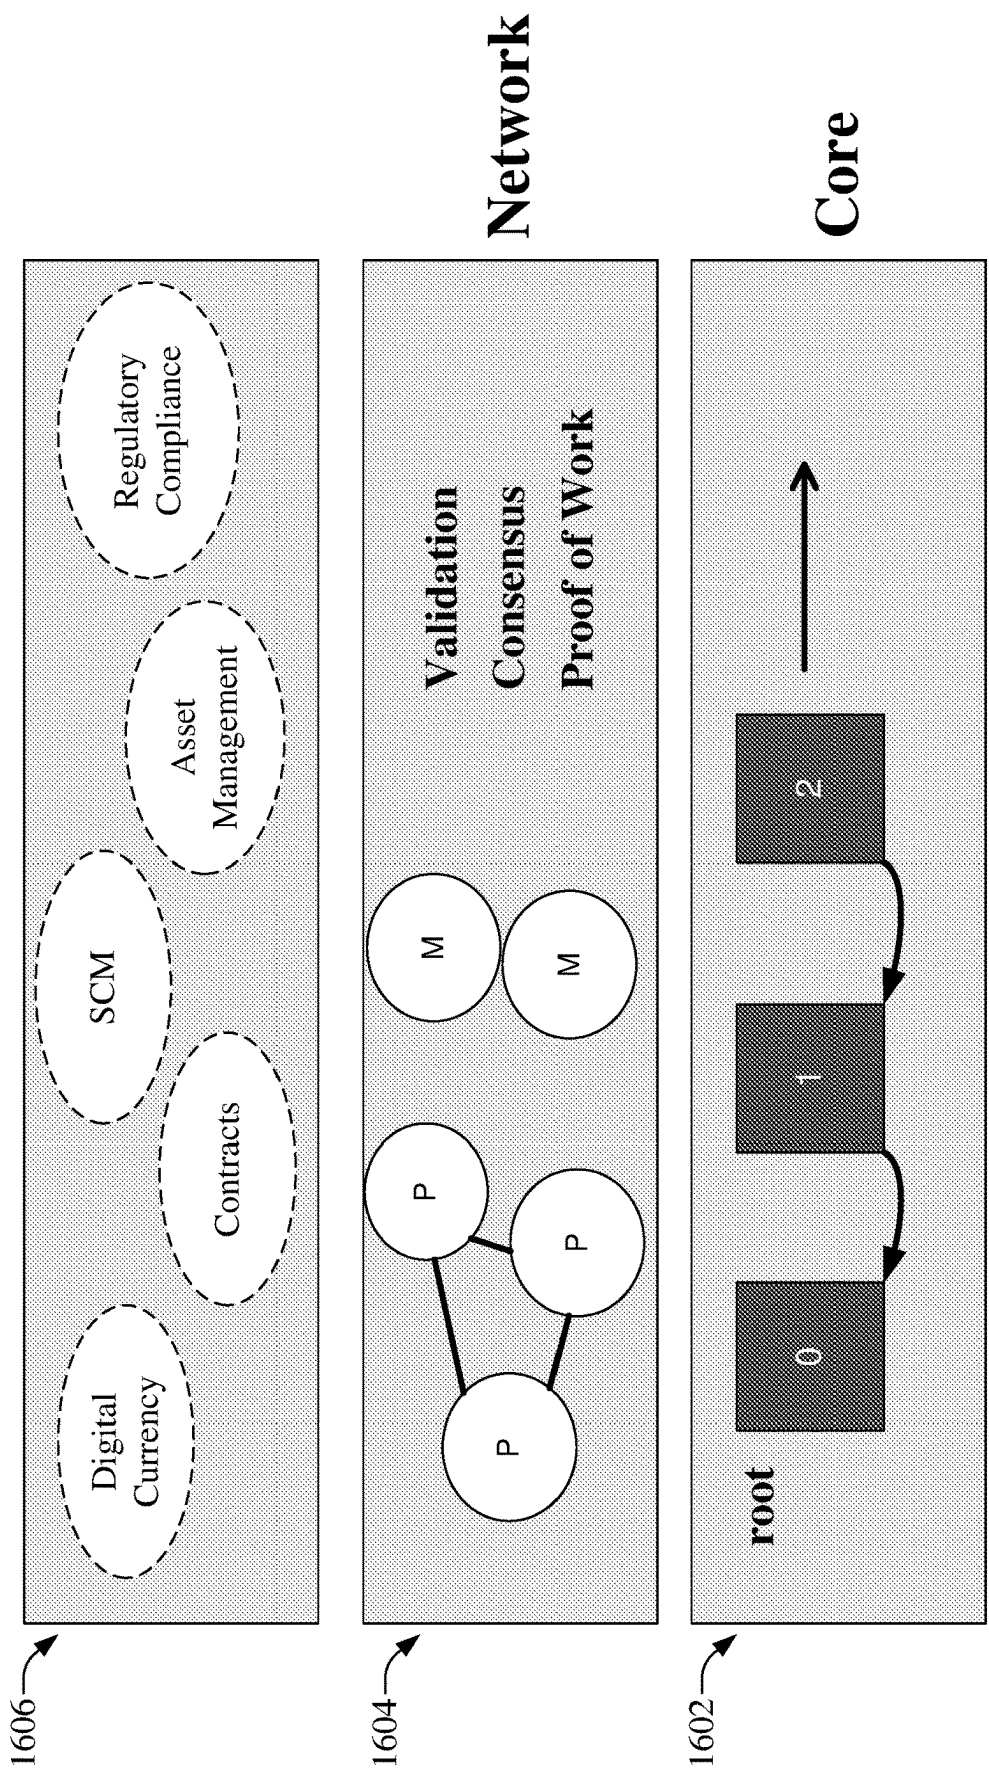 1606
Digital
Currency
Contracts
SCM
Asset
Management
Regulatory
Compliance
1604
P
P
P
M
M
Validation
Consensus
Proof of Work
Network
1602
root
0
1
2
Core